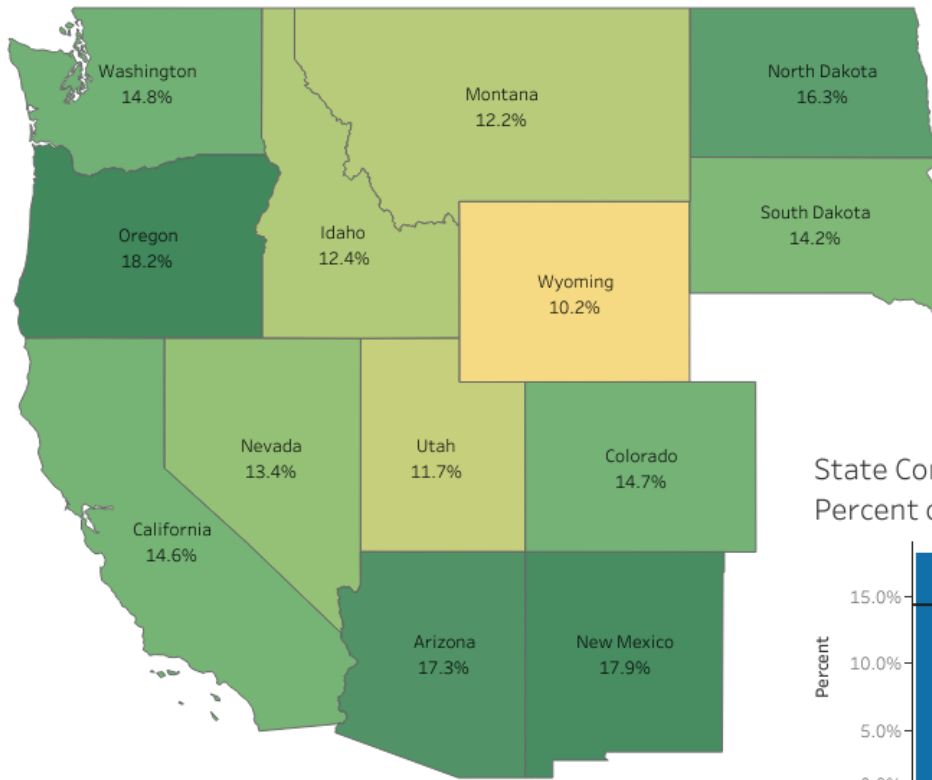 Washington
14.8%
Montana
12.2%
North Dakota
16.3%
Oregon
18.2%
Idaho
12.4%
South Dakota
14.2%
Wyoming
10.2%
Nevada
13.4%
Utah
11.7%
Colorado
14.7%
California
14.6%
Arizona
17.3%
New Mexico
17.9%
State
Percent
15.0%
10.0%
5.0%
Percent